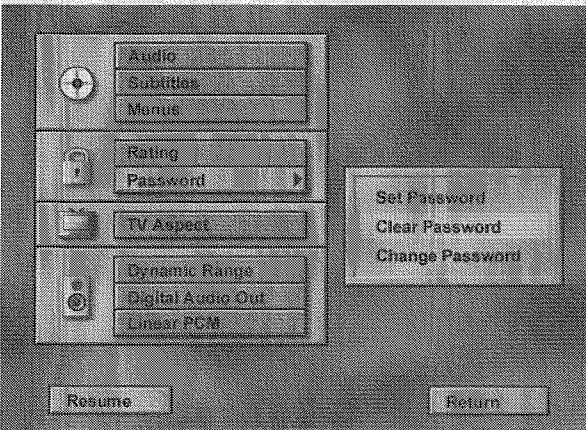 Audio
Subtitles
Menus
Rating
Password
TV Aspect
Dynamic Range
Digital Audio Out
Linear PCM
Set Password
Clear Password
Change Password
Resume
Return